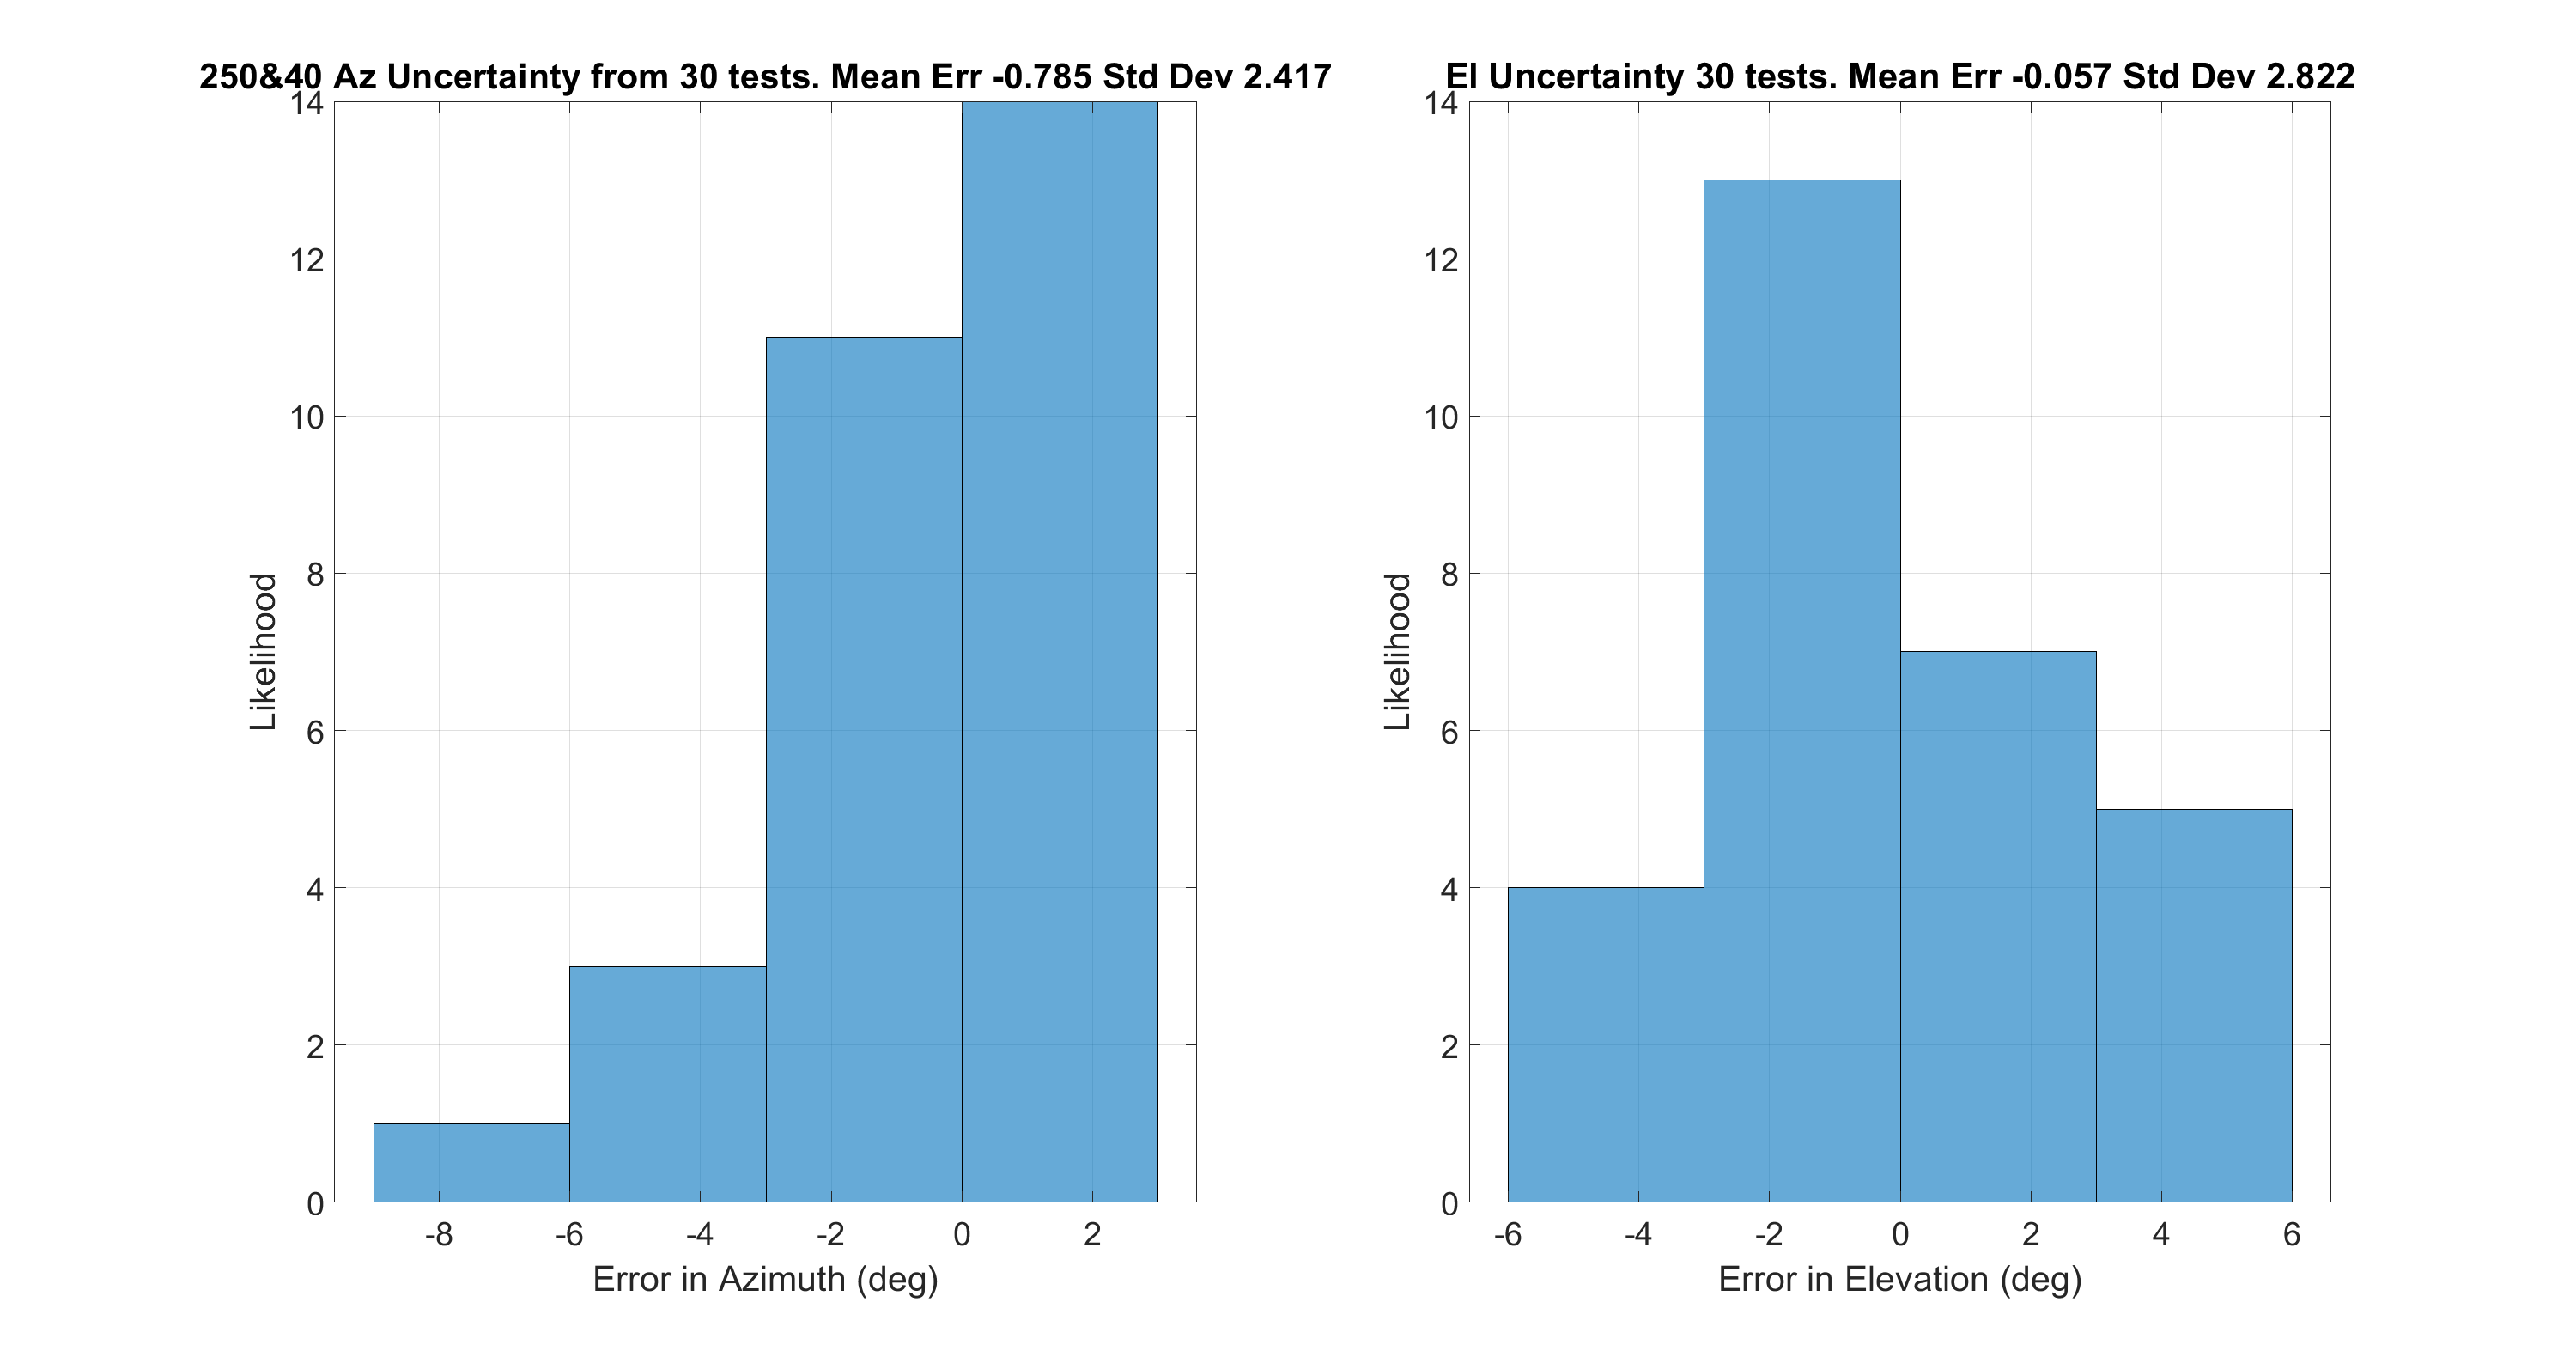 250&40 Az Uncertainty from 30 tests. Mean Err -0.785 Std Dev 2.417
14
12
10
8
6
4
2
0
Likelihood
-8 -6 -4 -2 0 2
Error in Azimuth (deg)
El Uncertainty 30 tests. Mean Err -0.057 Std Dev 2.822
14
12
10
8
6
4
2
0
Likelihood
-6 -4 -2 0 2 4 6
Error in Elevation (deg)